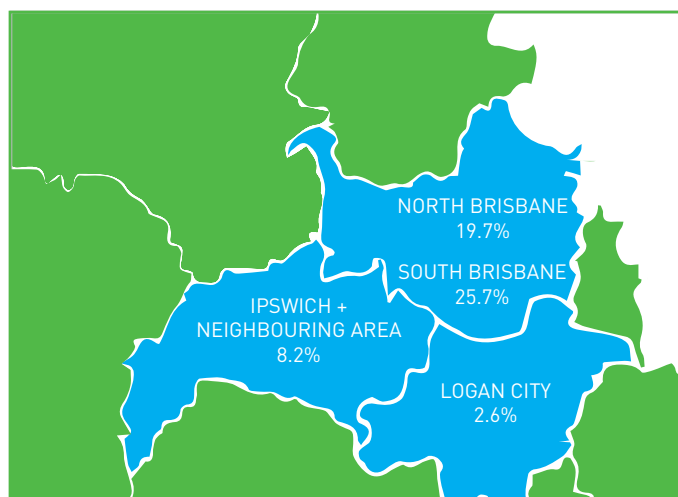 NORTH BRISBANE
19.7%
SOUTH BRISBANE
25.7%
IPSWICH +
NEIGHBOURING AREA
8.2%
LOGAN CITY
2.6%